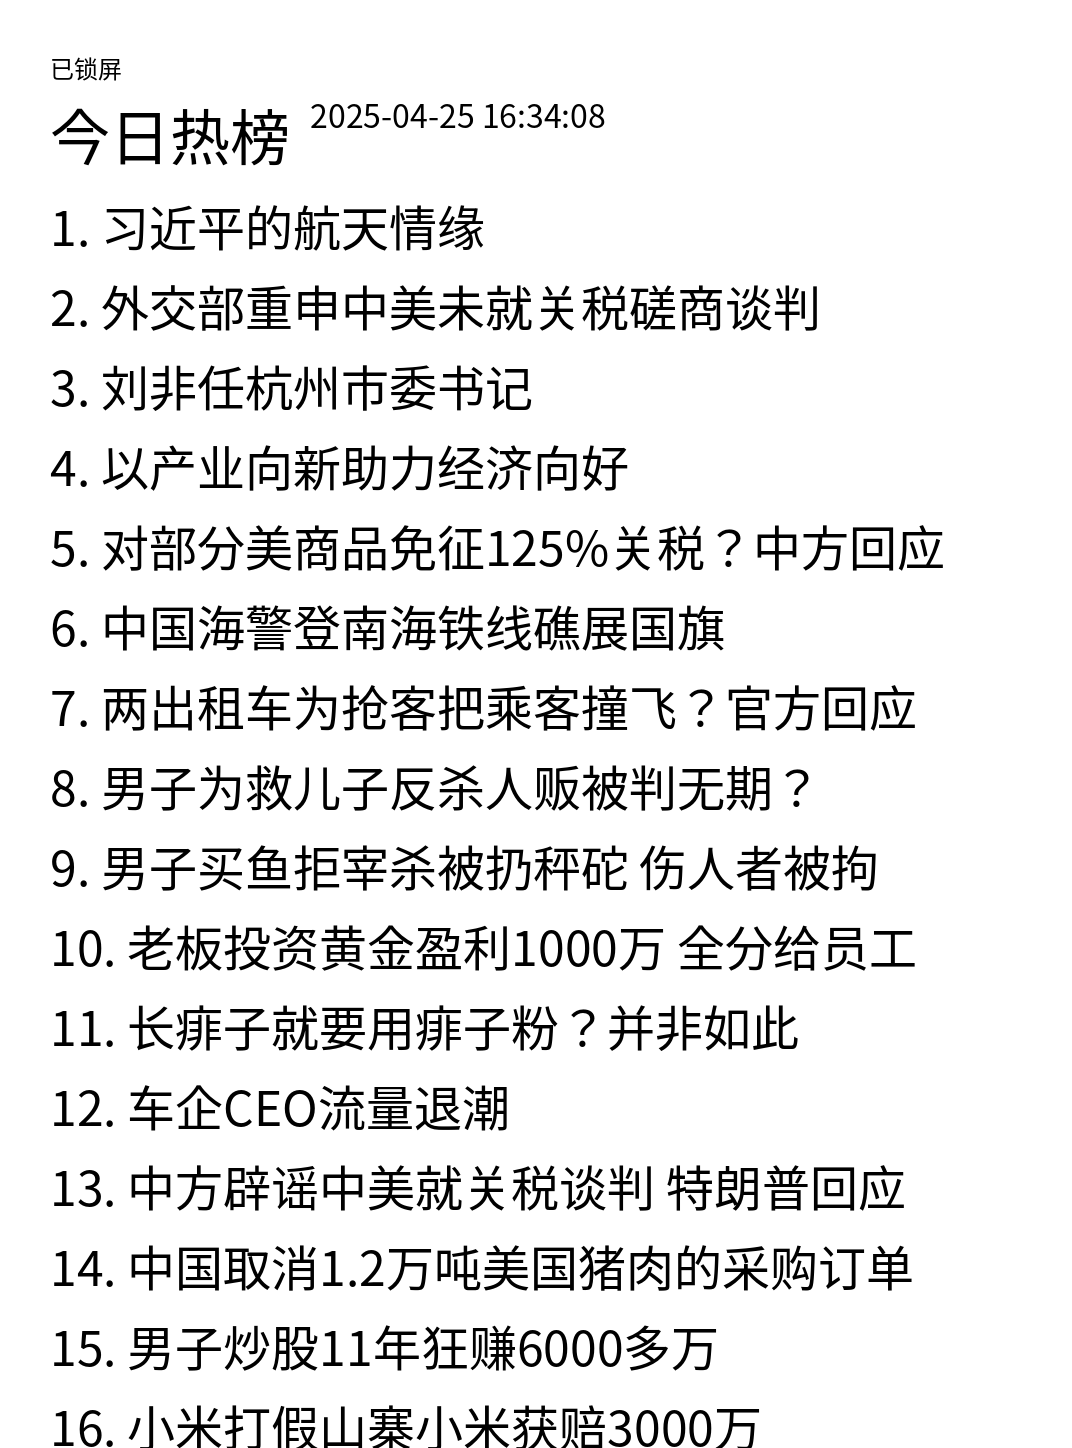 已锁屏
今日热榜 2025-04-25 16:34:08
1. 习近平的航天情缘
2. 外交部重申中美未就关税磋商谈判
3. 刘非任杭州市委书记
4. 以产业向新助力经济向好
5. 对部分美商品免征125%关税？中方回应
6. 中国海警登南海铁线礁展国旗
7. 两出租车为抢客把乘客撞飞？官方回应
8. 男子为救儿子反杀人贩被判无期？
9. 男子买鱼拒宰杀被扔秤砣 伤人者被拘
10. 老板投资黄金盈利1000万 全分给员工
11. 长痱子就要用痱子粉？并非如此
12. 车企CEO流量退潮
13. 中方辟谣中美就关税谈判 特朗普回应
14. 中国取消1.2万吨美国猪肉的采购订单
15. 男子炒股11年狂赚6000多万
16. 小米打假山寨小米获赔3000万